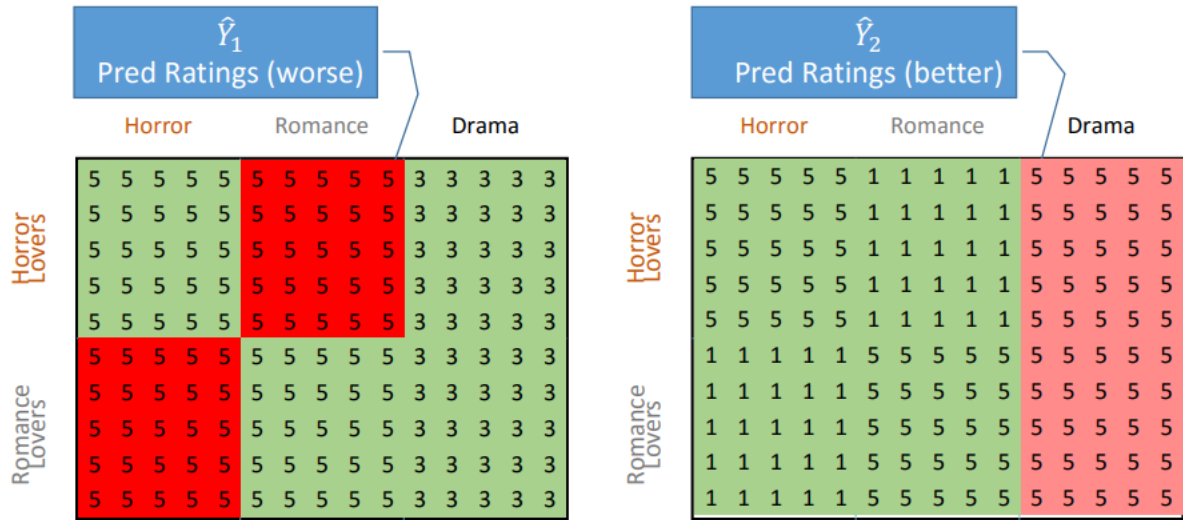 Ŷ₁
Pred Ratings (worse)
Horror Romance Drama
Horror
Lovers
Romance
Lovers
5 5 5 5 5 5 5 5 5 5 3 3 3 3 3
5 5 5 5 5 5 5 5 5 5 3 3 3 3 3
5 5 5 5 5 5 5 5 5 5 3 3 3 3 3
5 5 5 5 5 5 5 5 5 5 3 3 3 3 3
5 5 5 5 5 5 5 5 5 5 3 3 3 3 3
5 5 5 5 5 5 5 5 5 5 3 3 3 3 3
5 5 5 5 5 5 5 5 5 5 3 3 3 3 3
5 5 5 5 5 5 5 5 5 5 3 3 3 3 3
5 5 5 5 5 5 5 5 5 5 3 3 3 3 3
5 5 5 5 5 5 5 5 5 5 3 3 3 3 3
Ŷ₂
Pred Ratings (better)
Horror Romance Drama
Horror
Lovers
Romance
Lovers
5 5 5 5 5 1 1 1 1 1 5 5 5 5 5
5 5 5 5 5 1 1 1 1 1 5 5 5 5 5
5 5 5 5 5 1 1 1 1 1 5 5 5 5 5
5 5 5 5 5 1 1 1 1 1 5 5 5 5 5
5 5 5 5 5 1 1 1 1 1 5 5 5 5 5
1 1 1 1 1 5 5 5 5 5 5 5 5 5 5
1 1 1 1 1 5 5 5 5 5 5 5 5 5 5
1 1 1 1 1 5 5 5 5 5 5 5 5 5 5
1 1 1 1 1 5 5 5 5 5 5 5 5 5 5
1 1 1 1 1 5 5 5 5 5 5 5 5 5 5